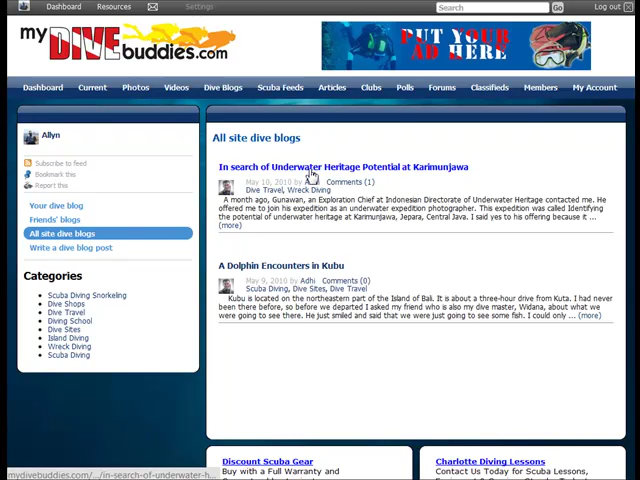 Dashboard Resources Settings Search Go Log out
my DIVE buddies.com
PUT YOUR AD HERE
Dashboard Current Photos Videos Dive Blogs Scuba Feeds Articles Clubs Polls Forums Classifieds Members My Account
Allyn
Subscribe to feed
Bookmark this
Report this
Your dive blog
Friends' blogs
All site dive blogs
Write a dive blog post
Categories
Scuba Diving Snorkeling
Dive Shops
Dive Travel
Diving School
Dive Sites
Island Diving
Wreck Diving
Scuba Diving
All site dive blogs
In search of Underwater Heritage Potential at Karimunjawa
May 10, 2010 by Adhi Comments (1)
Dive Travel, Wreck Diving
A month ago, Gunawan, an Exploration Chief at Indonesian Directorate of Underwater Heritage contacted me. He
offered me to join his expedition as an underwater expedition photographer. This expedition was called Identifying
the potential of underwater heritage at Karimunjawa, Jepara, Central Java. I said yes to his offering because it ...
(more)
A Dolphin Encounters in Kubu
May 9, 2010 by Adhi Comments (0)
Scuba Diving, Dive Sites, Dive Travel
Kubu is located on the northeastern part of the Island of Bali. It is about a three-hour drive from Kuta. I had never
been there before, so before we departed I asked my friend who is also my dive master, Widana, about what we
were going to see there. He just smiled and said that we were just going to see some fish. I could only ... (more)
Discount Scuba Gear
Buy with a Full Warranty and
Charlotte Diving Lessons
Contact Us Today for Scuba Lessons,
mydivebuddies.com/.../in-search-of-underwater-h...